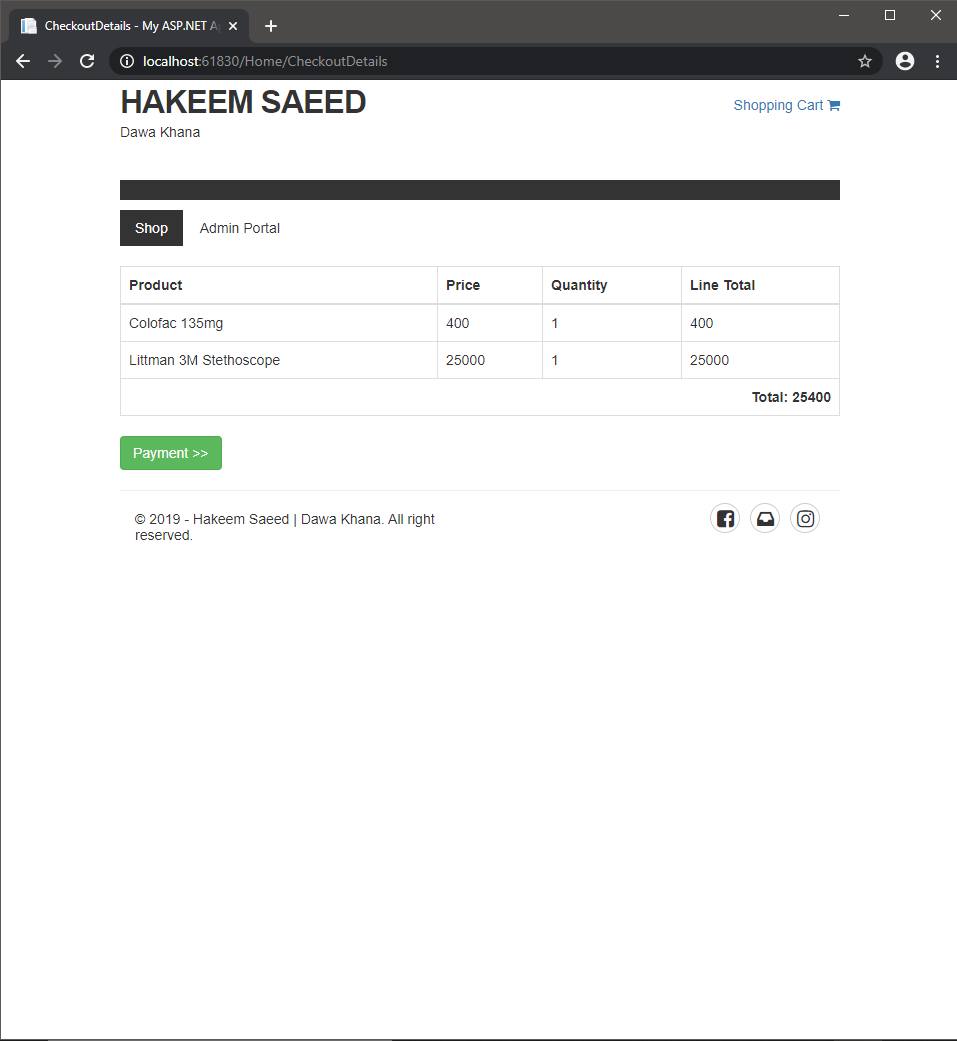 CheckoutDetails - My ASP.NET A
localhost:61830/Home/CheckoutDetails
HAKEEM SAEED
Shopping Cart
Dawa Khana
Shop Admin Portal
Product Price Quantity Line Total
Colofac 135mg 400 1 400
Littman 3M Stethoscope 25000 1 25000
Total: 25400
Payment >>
© 2019 - Hakeem Saeed | Dawa Khana. All right
reserved.